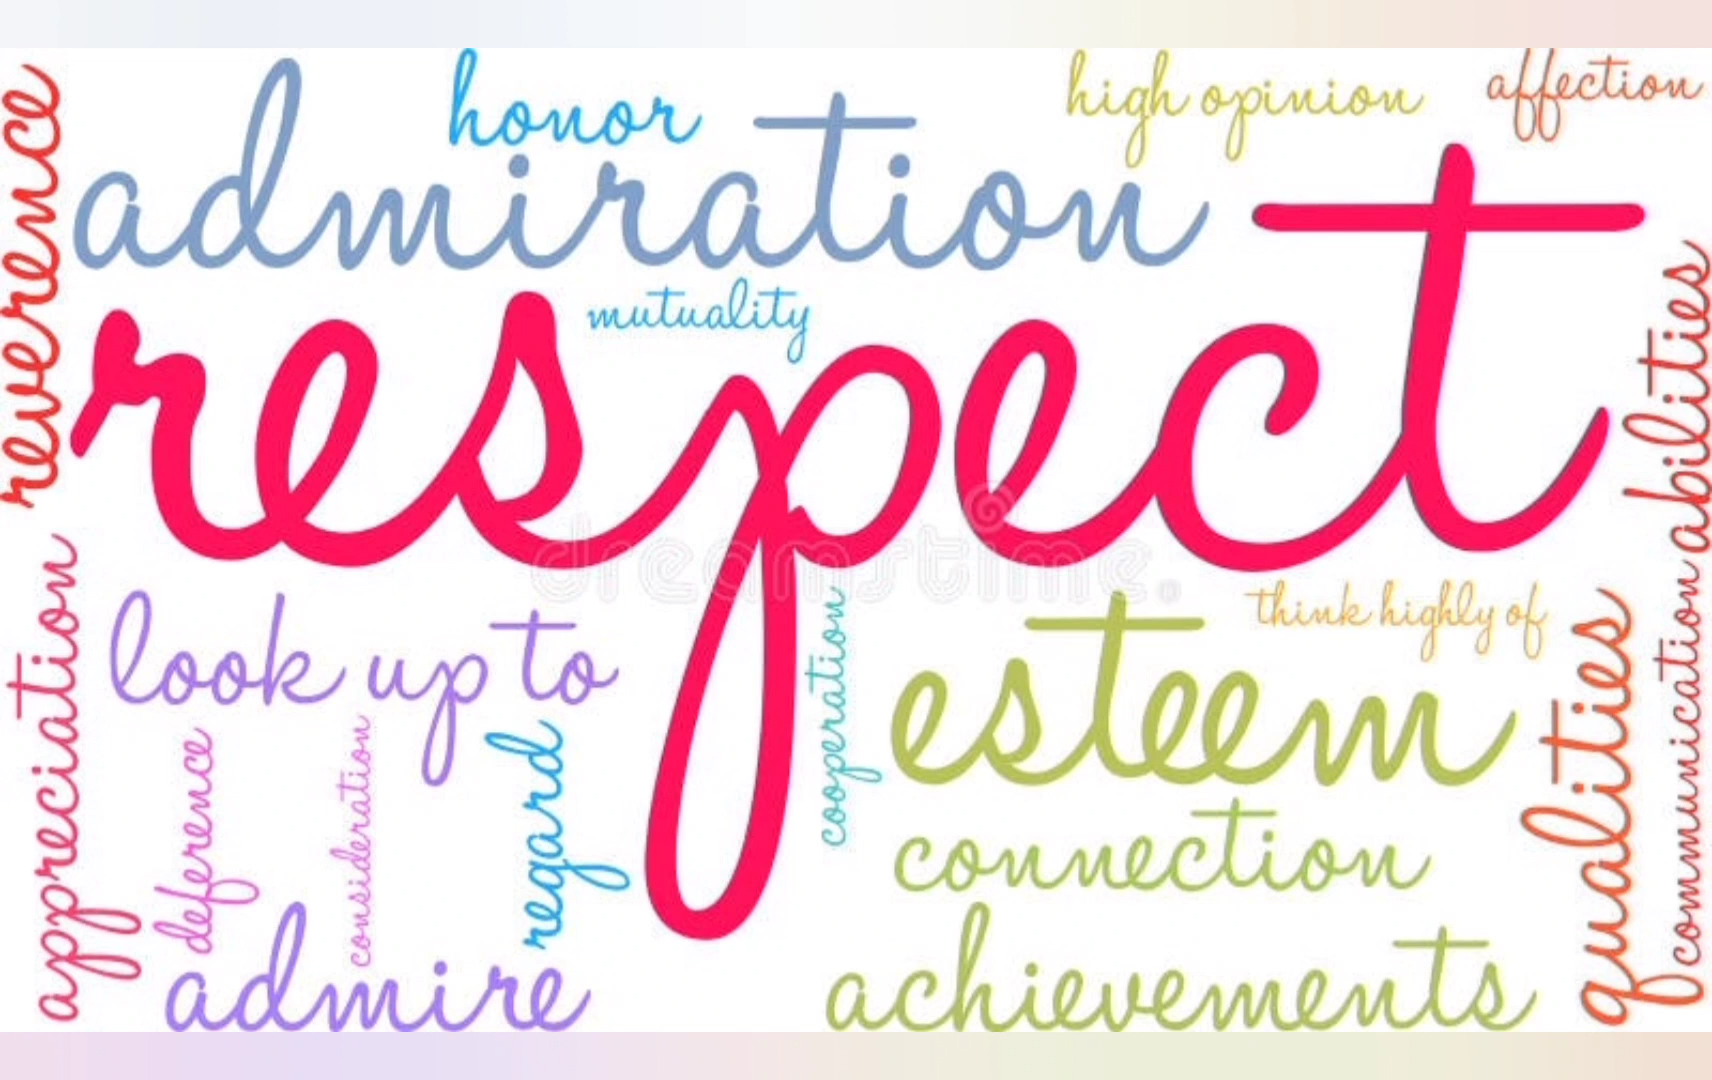 reverence
honor
high opinion
affection
admiration
mutuality
respect
abilities
dreamstime.
appreciation
look up to
cooperation
think highly of
esteem
qualities
communication
deference
consideration
regard
connection
admire
achievements